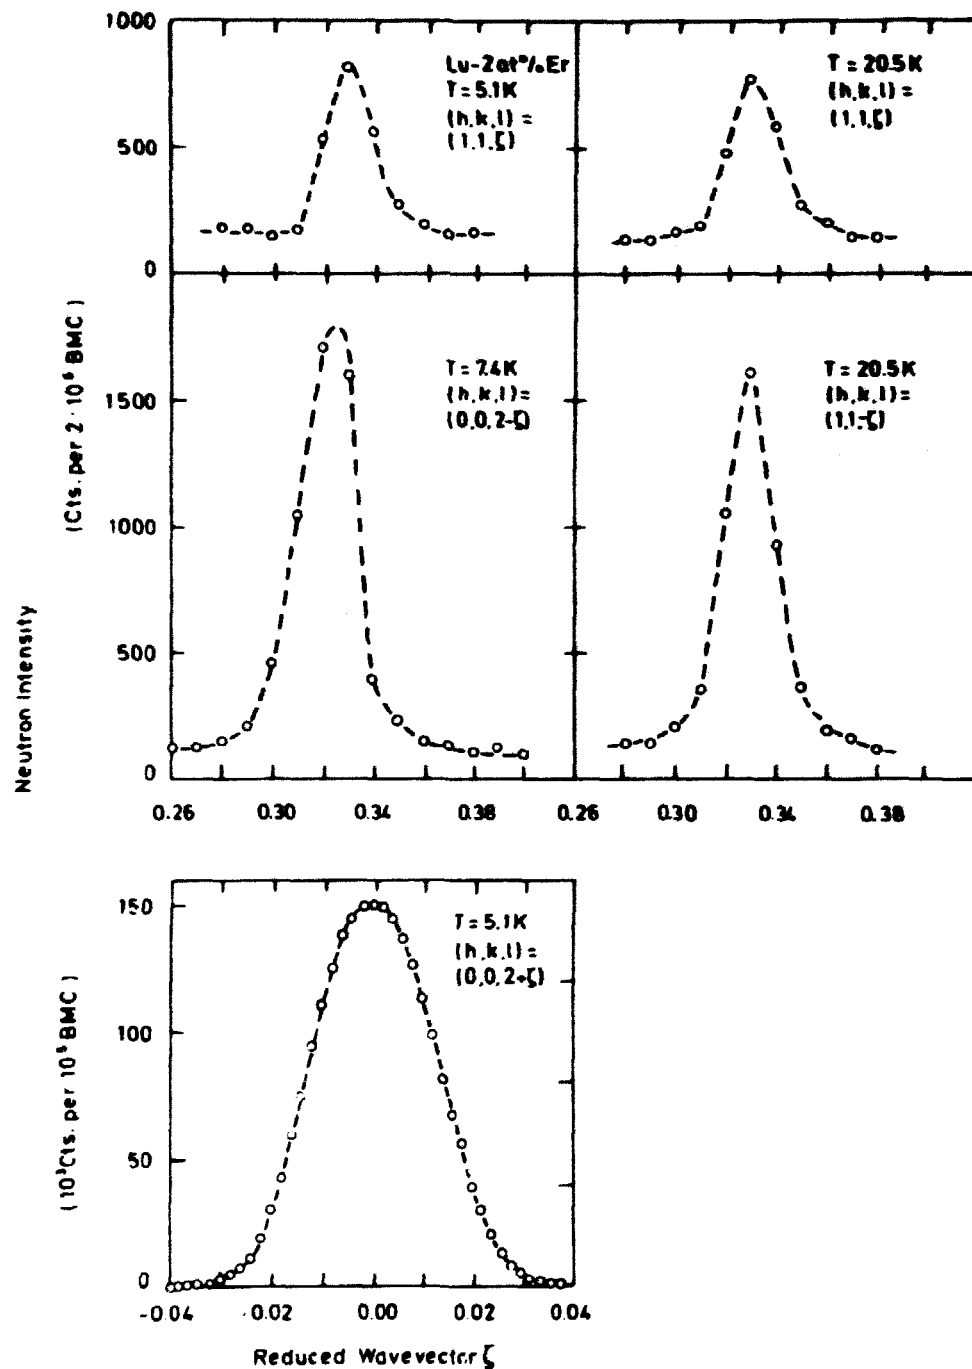 1000
500
0
Lu-2at%Er
T=5.1K
(h,k,l)=
(1,1,ζ)
T=20.5K
(h,k,l)=
(1,1,ζ)
1500
1000
500
0
T=7.4K
(h,k,l)=
(0,0,2-ζ)
T=20.5K
(h,k,l)=
(1,1-ζ)
0.26 0.30 0.34 0.38 0.26 0.30 0.34 0.38
Neutron Intensity
(Cts. per 2·10⁶ BMC)
150
100
50
0
T=5.1K
(h,k,l)=
(0,0,2+ζ)
(10³Cts. per 10⁵ BMC)
-0.04 -0.02 0.00 0.02 0.04
Reduced Wavevector ζ